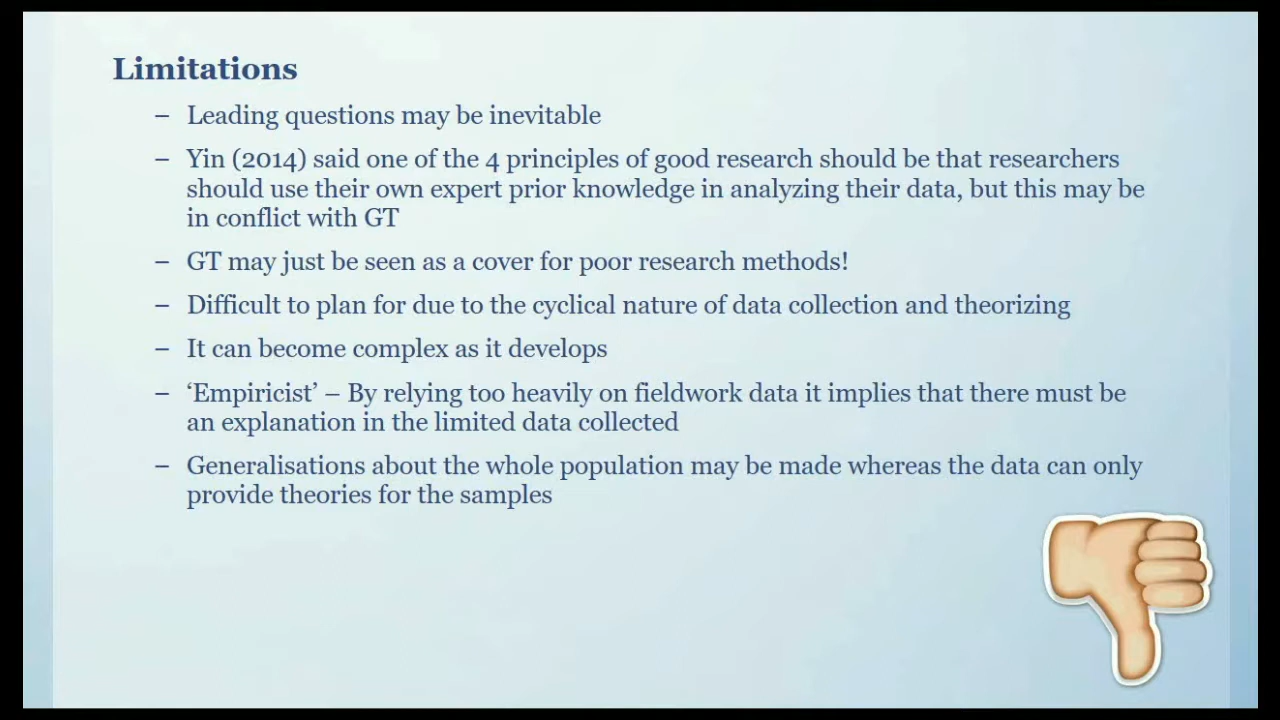 Limitations
– Leading questions may be inevitable
– Yin (2014) said one of the 4 principles of good research should be that researchers
should use their own expert prior knowledge in analyzing their data, but this may be
in conflict with GT
– GT may just be seen as a cover for poor research methods!
– Difficult to plan for due to the cyclical nature of data collection and theorizing
– It can become complex as it develops
– ‘Empiricist’ – By relying too heavily on fieldwork data it implies that there must be
an explanation in the limited data collected
– Generalisations about the whole population may be made whereas the data can only
provide theories for the samples